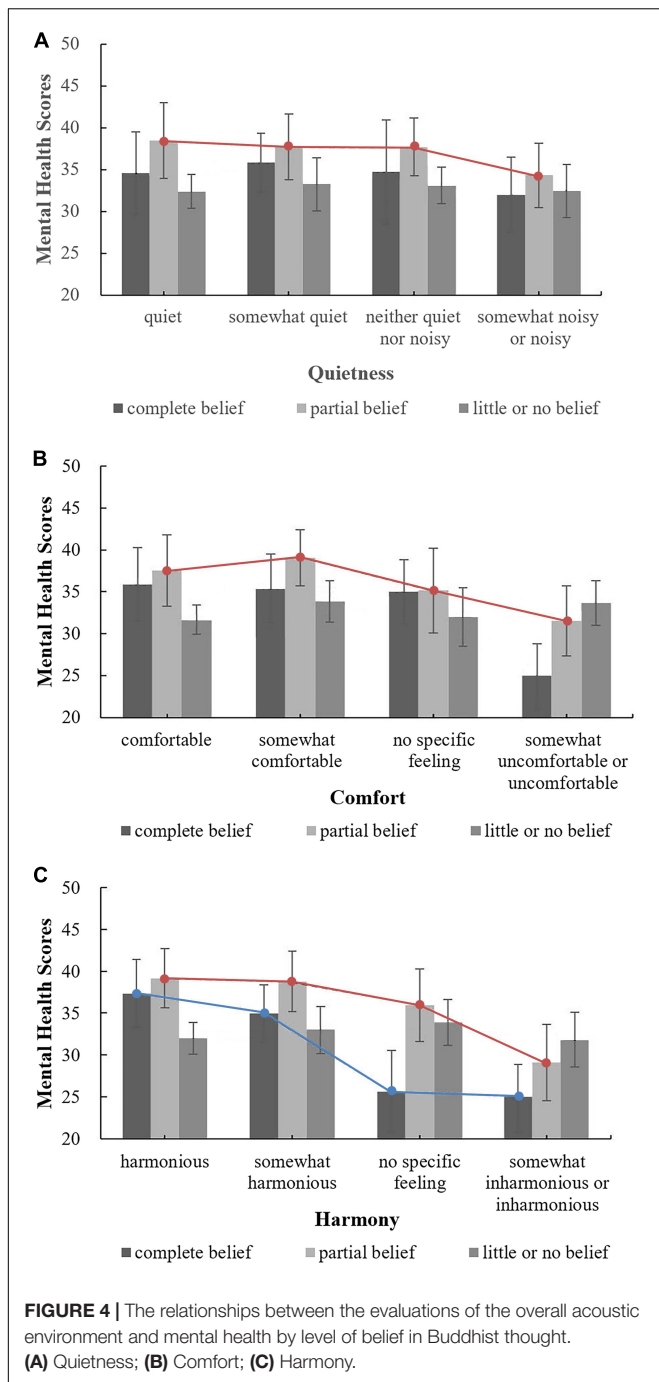 A
50
45
40
35
30
25
20
Mental Health Scores
quiet
somewhat quiet
neither quiet
nor noisy
somewhat noisy
or noisy
Quietness
complete belief
partial belief
little or no belief
B
50
45
40
35
30
25
20
Mental Health Scores
comfortable
somewhat
comfortable
no specific
feeling
somewhat
uncomfortable or
uncomfortable
Comfort
complete belief
partial belief
little or no belief
C
50
45
40
35
30
25
20
Mental Health Scores
harmonious
somewhat
harmonious
no specific
feeling
somewhat
inharmonious or
inharmonious
Harmony
complete belief
partial belief
little or no belief
FIGURE 4 | The relationships between the evaluations of the overall acoustic
environment and mental health by level of belief in Buddhist thought.
(A) Quietness; (B) Comfort; (C) Harmony.